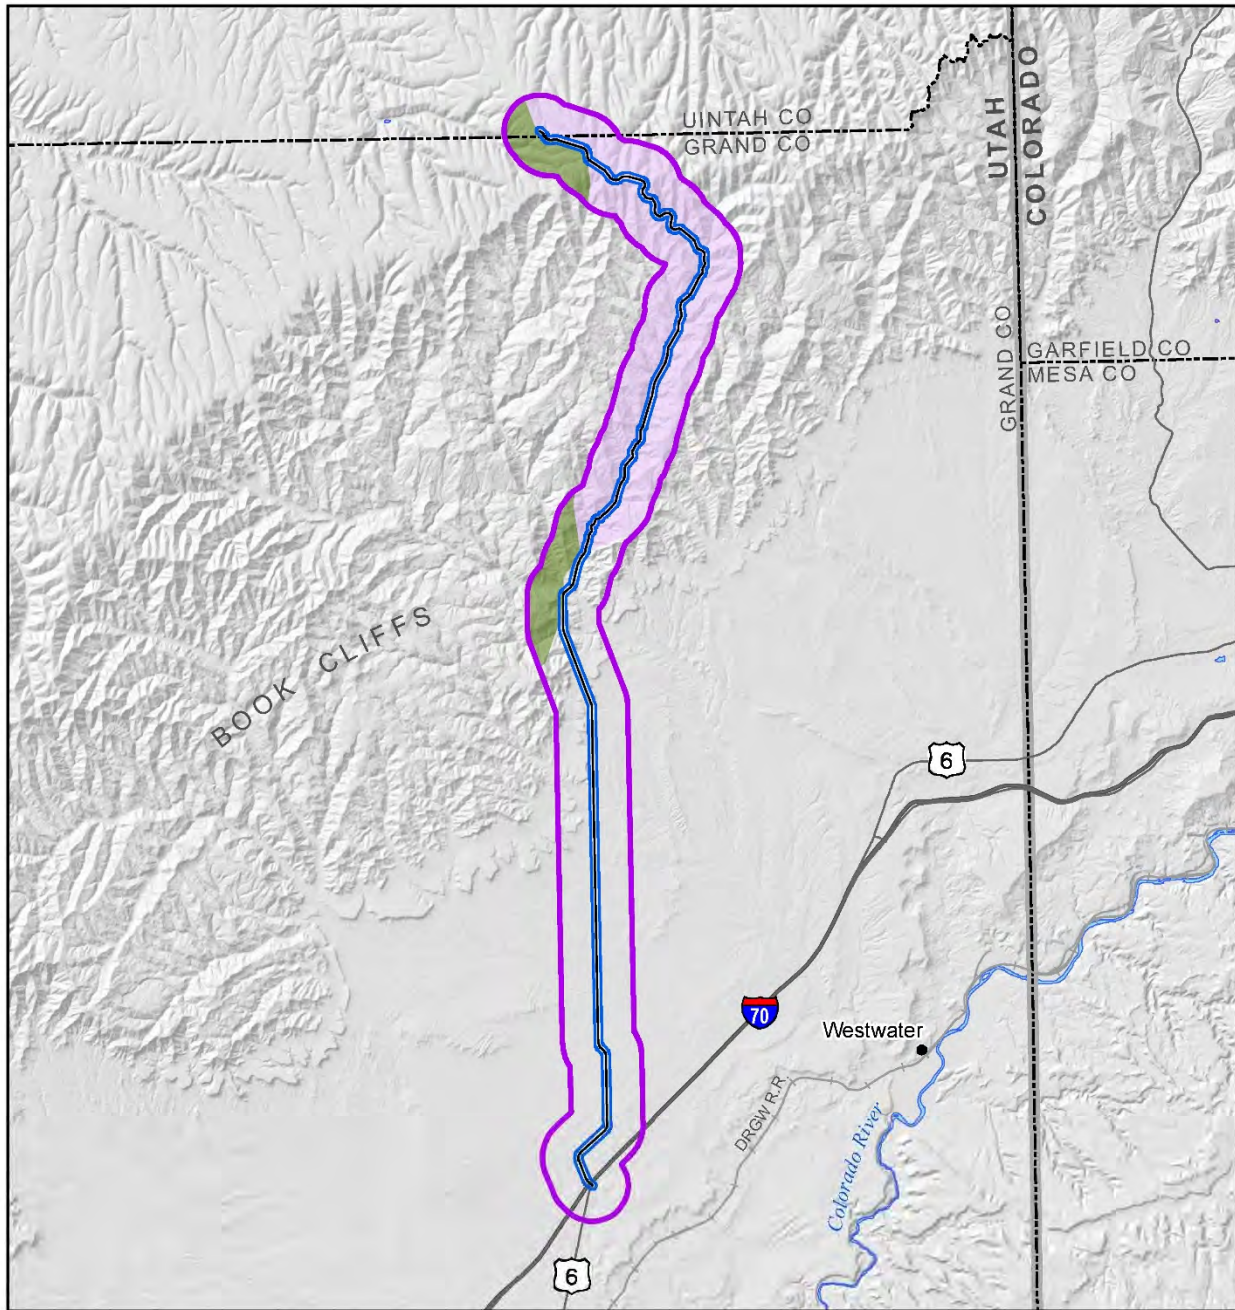 UINTAH CO
GRAND CO
UTAH
COLORADO
GRAND CO
GARFIELD CO
MESA CO
BOOK CLIFFS
6
70
Westwater
DRGW R.R.
Colorado River
6